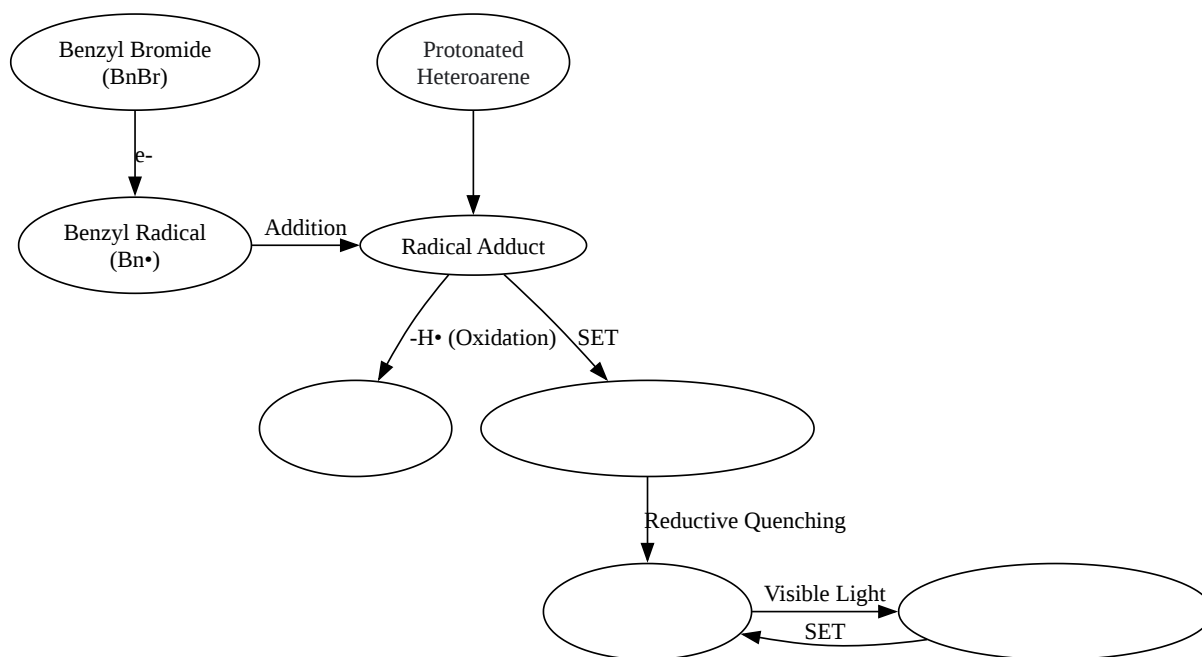 Benzyl Bromide
(BnBr)
Protonated
Heteroarene
e-
Benzyl Radical
(Bn•)
Addition
Radical Adduct
-H• (Oxidation)
SET
Reductive Quenching
Visible Light
SET